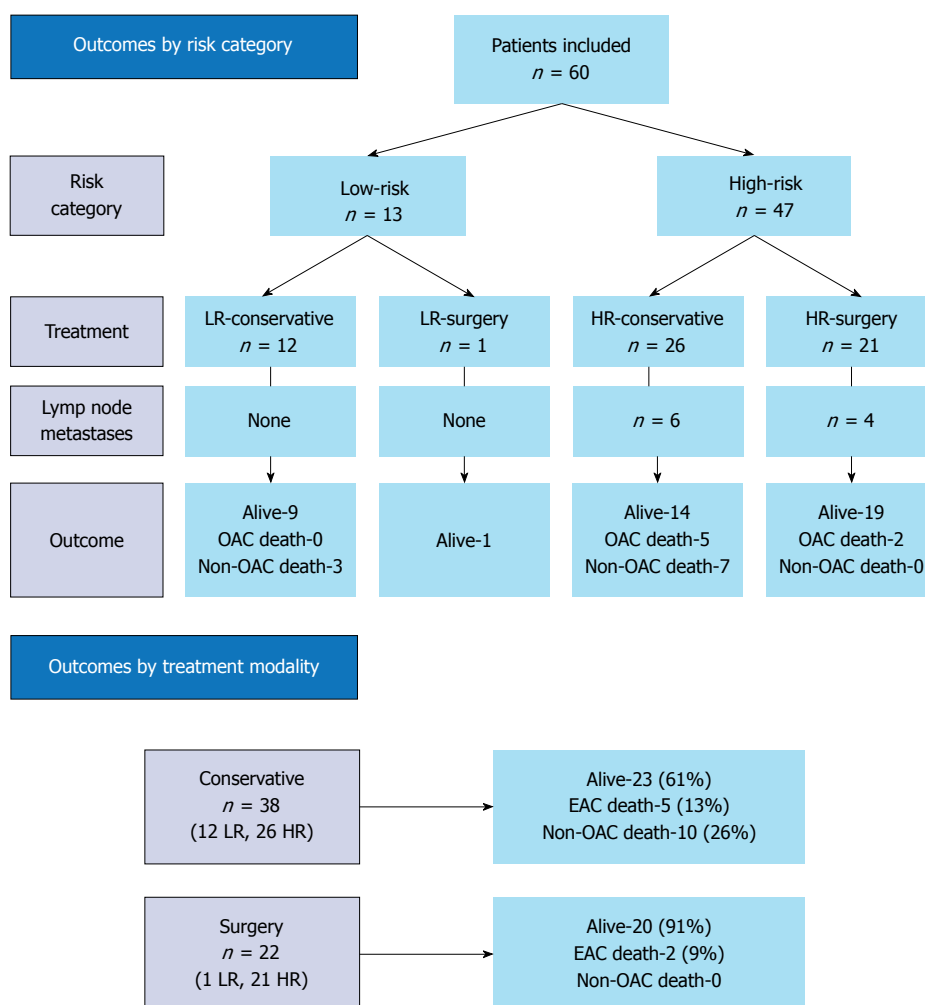 Outcomes by risk category
Patients included
n = 60
Risk
category
Low-risk
n = 13
High-risk
n = 47
Treatment
LR-conservative
n = 12
LR-surgery
n = 1
HR-conservative
n = 26
HR-surgery
n = 21
Lymp node
metastases
None
None
n = 6
n = 4
Outcome
Alive-9
OAC death-0
Non-OAC death-3
Alive-1
Alive-14
OAC death-5
Non-OAC death-7
Alive-19
OAC death-2
Non-OAC death-0
Outcomes by treatment modality
Conservative
n = 38
(12 LR, 26 HR)
Alive-23 (61%)
EAC death-5 (13%)
Non-OAC death-10 (26%)
Surgery
n = 22
(1 LR, 21 HR)
Alive-20 (91%)
EAC death-2 (9%)
Non-OAC death-0